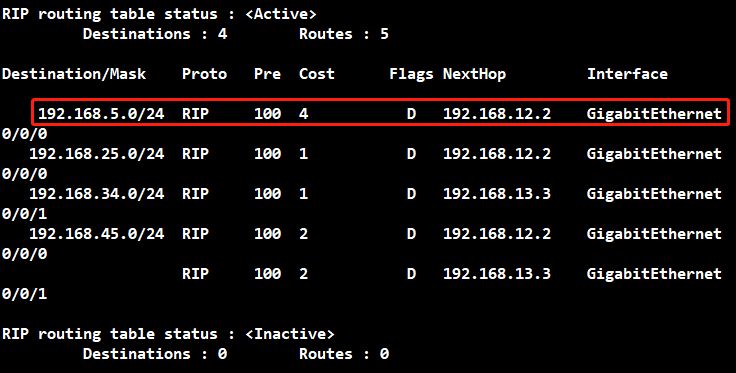 RIP routing table status : <Active>
         Destinations : 4        Routes : 5
Destination/Mask    Proto   Pre  Cost      Flags NextHop         Interface
    192.168.5.0/24  RIP     100  4           D   192.168.12.2    GigabitEthernet
0/0/0
   192.168.25.0/24  RIP     100  1           D   192.168.12.2    GigabitEthernet
0/0/0
   192.168.34.0/24  RIP     100  1           D   192.168.13.3    GigabitEthernet
0/0/1
   192.168.45.0/24  RIP     100  2           D   192.168.12.2    GigabitEthernet
0/0/0
                    RIP     100  2           D   192.168.13.3    GigabitEthernet
0/0/1
RIP routing table status : <Inactive>
         Destinations : 0        Routes : 0